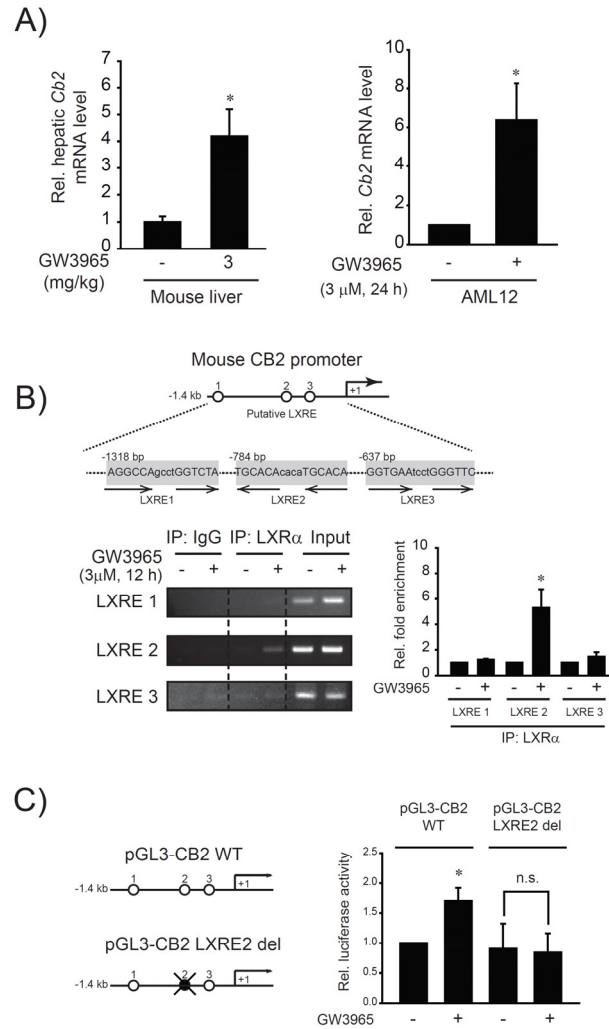 A)
Rel. hepatic Cb2
mRNA level
7
6
5
4
3
2
1
0
*
GW3965
(mg/kg)
-
3
Mouse liver
Rel. Cb2 mRNA level
10
8
6
4
2
0
*
GW3965
(3 μM, 24 h)
-
+
AML12
B)
Mouse CB2 promoter
-1.4 kb
1
2
3
+1
Putative LXRE
-1318 bp
-784 bp
-637 bp
AGGCCAgcctGGTCTA
TGCACAcacaTGCACA
GGTGAAtcctGGGTTC
LXRE1
LXRE2
LXRE3
IP: IgG IP: LXRα Input
GW3965
(3μM, 12 h)
- + - + - +
LXRE 1
LXRE 2
LXRE 3
Rel. fold enrichment
10
8
6
4
2
0
*
GW3965
- + - + - +
LXRE 1 LXRE 2 LXRE 3
IP: LXRα
C)
pGL3-CB2 WT
-1.4 kb
1
2
3
+1
pGL3-CB2 LXRE2 del
-1.4 kb
1
2
3
+1
pGL3-CB2
WT
pGL3-CB2
LXRE2 del
Rel. luciferase activity
2.5
2.0
1.5
1.0
0.5
0.0
*
n.s.
GW3965
- + - +